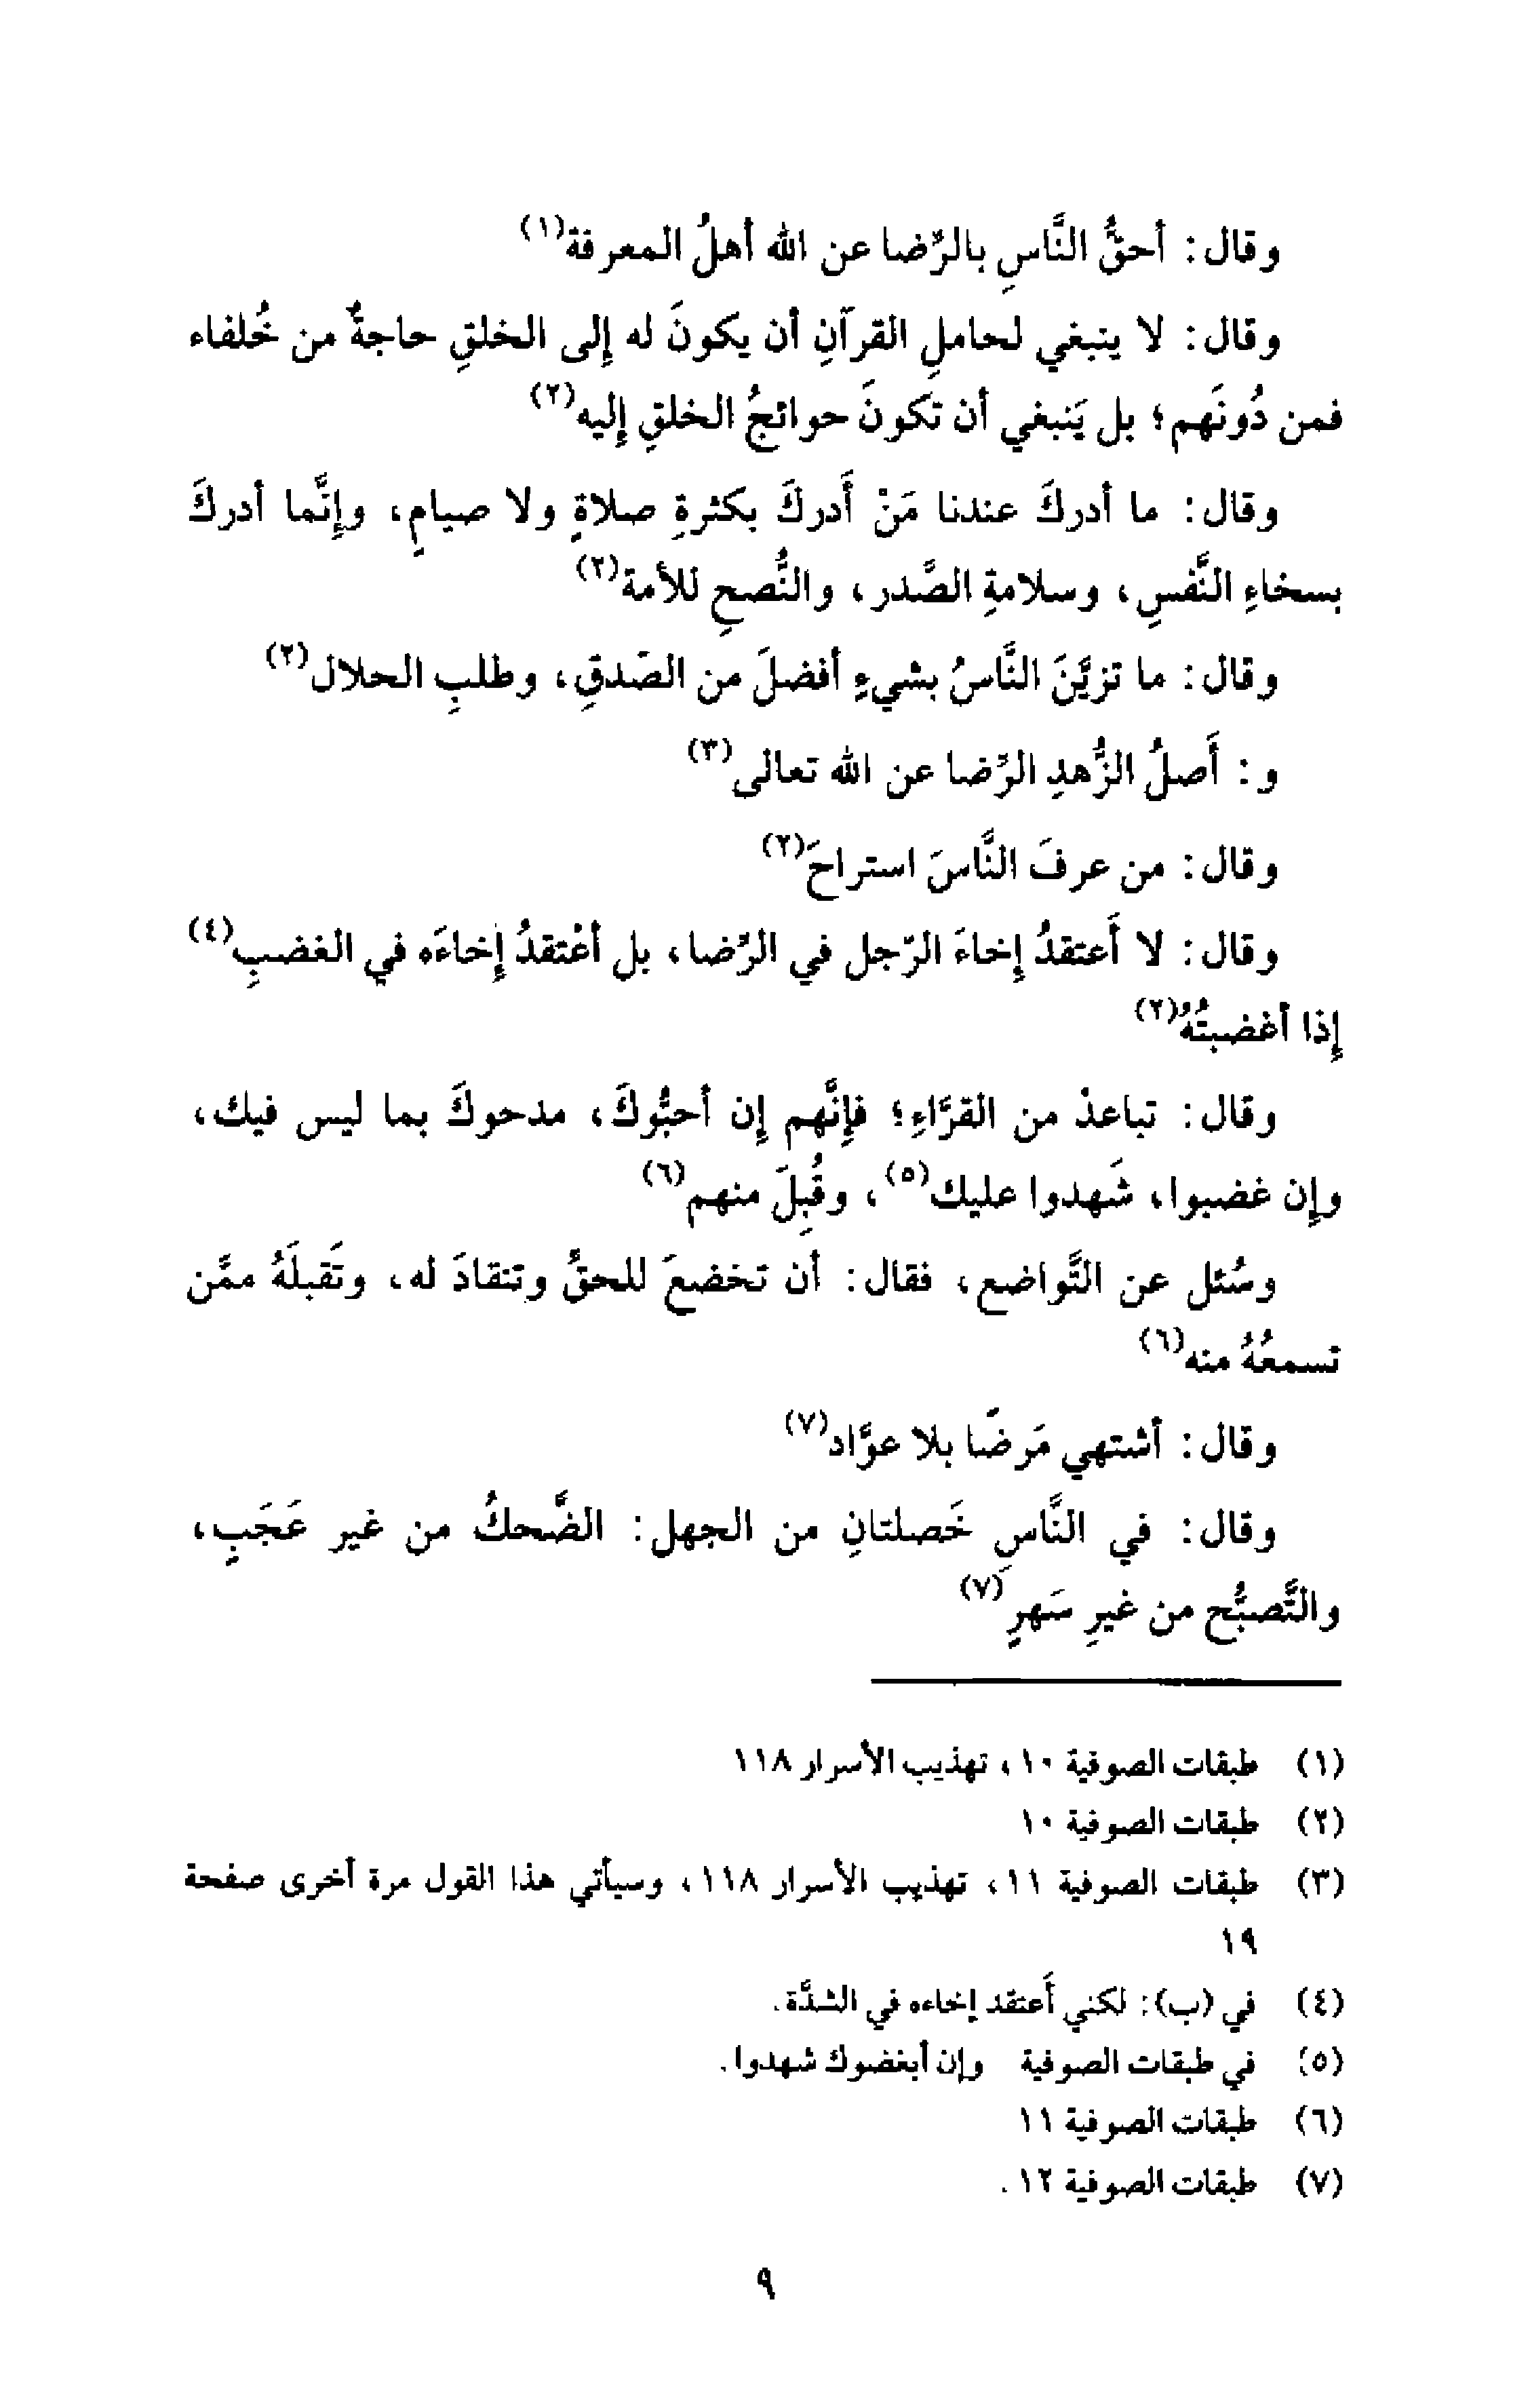 وقال: أحقُّ النَّاسِ بالرِّضا عن الله أهلُ المعرفة(١)
وقال: لا ينبغي لحاملِ القرآنِ أن يكونَ له إلى الخلقِ حاجةٌ من خُلفاء
فمن دُونَهم؛ بل يَنبغي أن تكونَ حوائجُ الخلقِ إليه(٢)
وقال: ما أدركَ عندنا مَنْ أَدركَ بكثرةِ صلاةٍ ولا صيامٍ، وإنَّما أدركَ
بسخاءِ النَّفسِ، وسلامةِ الصَّدر، والنُّصحِ للأمة(٢)
وقال: ما تزيَّنَ النَّاسُ بشيءٍ أفضلَ من الصّدقِ، وطلبِ الحلال(٢)
و: أَصلُ الزُّهدِ الرِّضا عن الله تعالى(٣)
وقال: من عرفَ النَّاسَ استراحَ(٢)
وقال: لا أَعتقدُ إخاءَ الرّجل في الرِّضا، بل أعْتقدُ إخاءَه في الغضبِ(٤)
إذا أغضبتُهُ(٢)
وقال: تباعدْ من القرَّاءِ؛ فإنَّهم إن أحبُّوكَ، مدحوكَ بما ليس فيك،
وإن غضبوا، شَهدوا عليك(٥)، وقُبِلَ منهم(٦)
وسُئل عن التَّواضع، فقال: أن تخضعَ للحقِّ وتنقادَ له، وتَقبلَهُ ممَّن
تسمعُهُ منه(٦)
وقال: أشتهي مَرضًا بلا عوَّاد(٧)
وقال: في النَّاسِ خَصلتانِ من الجهل: الضَّحكُ من غير عَجَبٍ،
والتَّصبُّح من غيرِ سَهرٍ(٧)
(١) طبقات الصوفية ١٠، تهذيب الأسرار ١١٨
(٢) طبقات الصوفية ١٠
(٣) طبقات الصوفية ١١، تهذيب الأسرار ١١٨، وسيأتي هذا القول مرة أخرى صفحة
١٩
(٤) في (ب): لكني أَعتقد إخاءه في الشدَّة.
(٥) في طبقات الصوفية وإن أبغضوك شهدوا.
(٦) طبقات الصوفية ١١
(٧) طبقات الصوفية ١٢.
٩